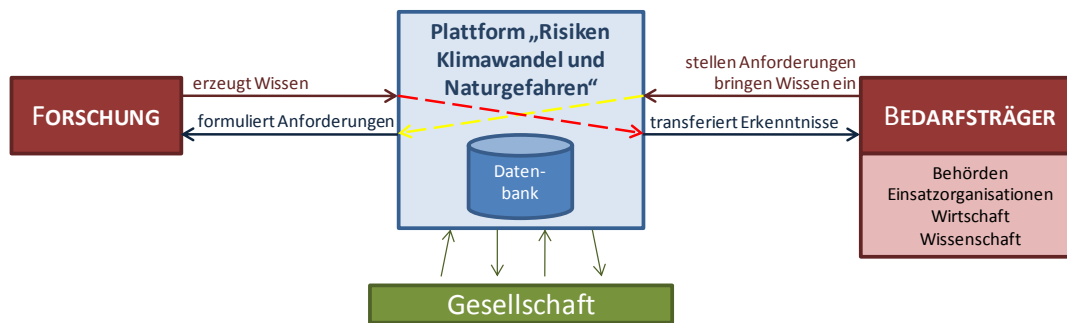 Plattform „Risiken
Klimawandel und
Naturgefahren“
stellen Anforderungen
bringen Wissen ein
erzeugt Wissen
FORSCHUNG
formuliert Anforderungen
transferiert Erkenntnisse
BEDARFSTRÄGER
Daten-
bank
Behörden
Einsatzorganisationen
Wirtschaft
Wissenschaft
Gesellschaft